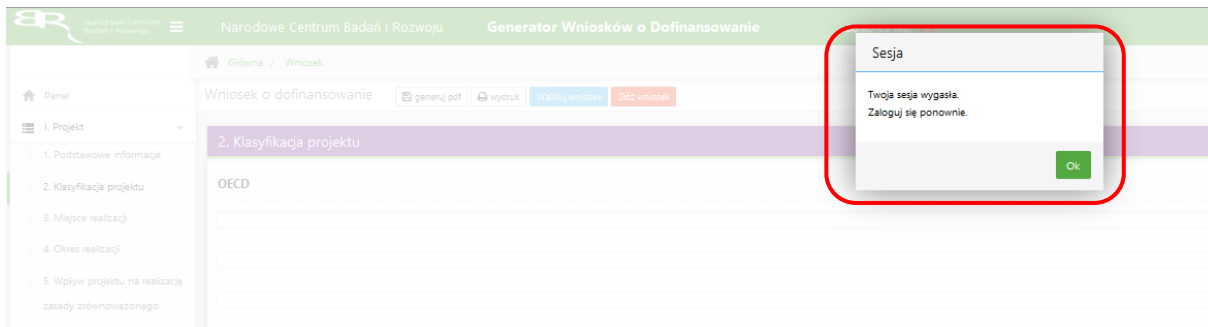 Narodowe Centrum
Badań i Rozwoju
Narodowe Centrum Badań i Rozwoju
Generator Wniosków o Dofinansowanie
Główna / Wniosek
Panel
Wniosek o dofinansowanie
generuj pdf
wydruk
Waliduj wniosek
Złóż wniosek
I. Projekt
1. Podstawowe informacje
2. Klasyfikacja projektu
3. Miejsce realizacji
4. Okres realizacji
5. Wpływ projektu na realizację
zasady zrównoważonego
2. Klasyfikacja projektu
OECD
Sesja
Twoja sesja wygasła.
Zaloguj się ponownie.
Ok